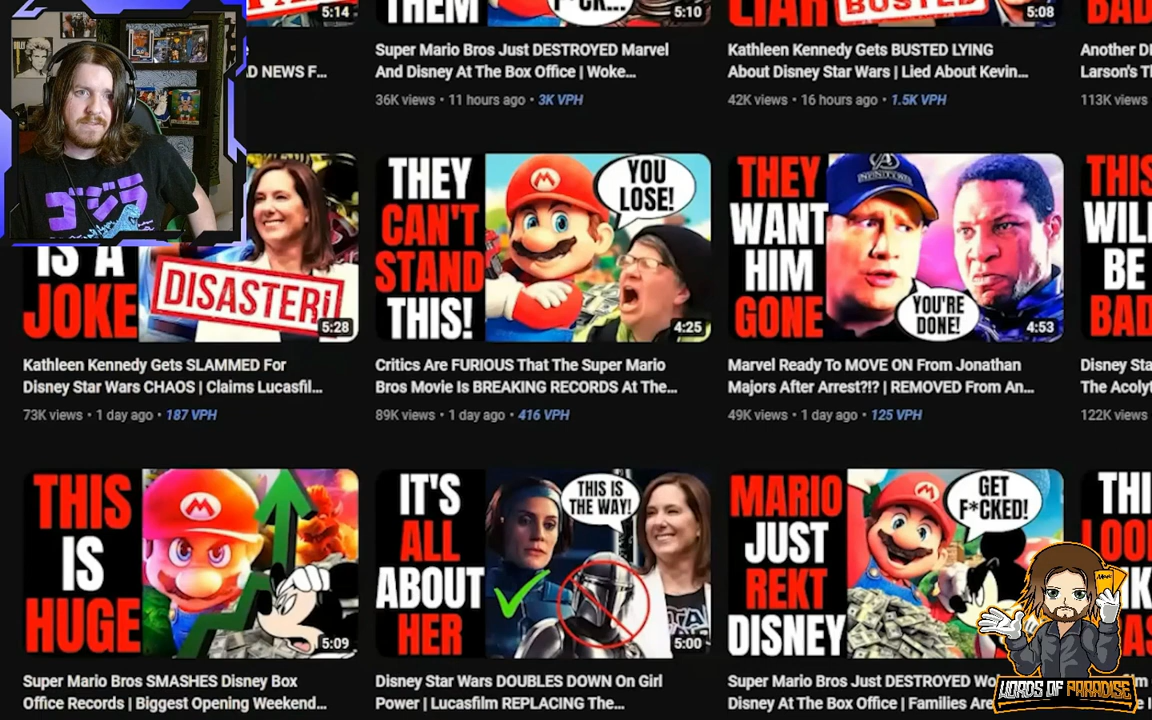 THEM
F*CK...
5:14
5:10
LIAR
BUSTED
5:08
BAD
D NEWS F...
Super Mario Bros Just DESTROYED Marvel
And Disney At The Box Office | Woke...
36K views • 11 hours ago • 3K VPH
Kathleen Kennedy Gets BUSTED LYING
About Disney Star Wars | Lied About Kevin...
42K views • 16 hours ago • 1.5K VPH
Another DI
Larson's T
113K views
ゴジラ
IS A
JOKE
DISASTER!
5:28
THEY
CAN'T
STAND
THIS!
YOU
LOSE!
4:25
THEY
WANT
HIM
GONE
YOU'RE
DONE!
4:53
THIS
WILL
BE
BAD
Kathleen Kennedy Gets SLAMMED For
Disney Star Wars CHAOS | Claims Lucasfil...
73K views • 1 day ago • 187 VPH
Critics Are FURIOUS That The Super Mario
Bros Movie Is BREAKING RECORDS At The...
89K views • 1 day ago • 416 VPH
Marvel Ready To MOVE ON From Jonathan
Majors After Arrest?!? | REMOVED From An...
49K views • 1 day ago • 125 VPH
Disney Sta
The Acolyt
122K views
THIS
IS
HUGE
5:09
IT'S
ALL
ABOUT
HER
THIS IS
THE WAY!
5:00
MARIO
JUST
REKT
DISNEY
GET
F*CKED!
THI
LOO
Super Mario Bros SMASHES Disney Box
Office Records | Biggest Opening Weekend...
Disney Star Wars DOUBLES DOWN On Girl
Power | Lucasfilm REPLACING The...
Super Mario Bros Just DESTROYED Wo
Disney At The Box Office | Families Are
WORDS OF PARADISE